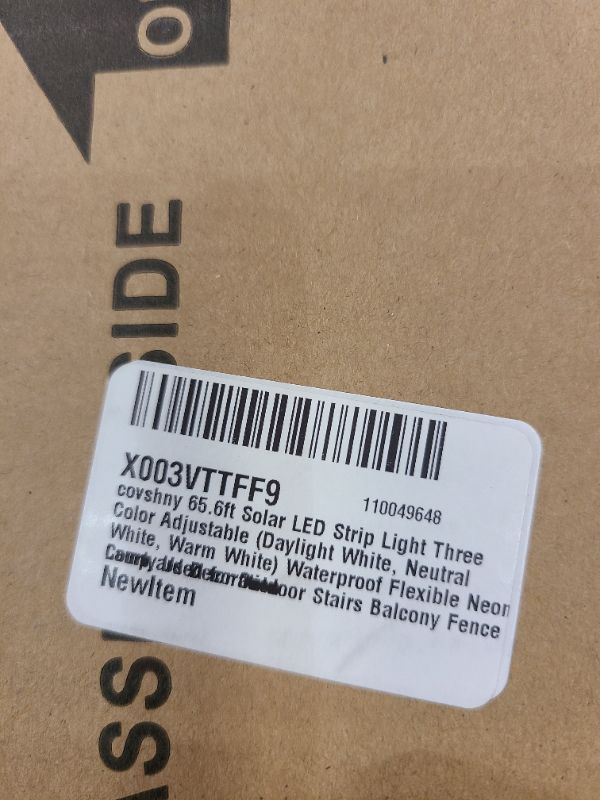 O
SIDE
ASS
X003VTTFF9
110049648
covshny 65.6ft Solar LED Strip Light Three
Color Adjustable (Daylight White, Neutral
White, Warm White) Waterproof Flexible Neon
Stairs Balcony Fence
NewItem